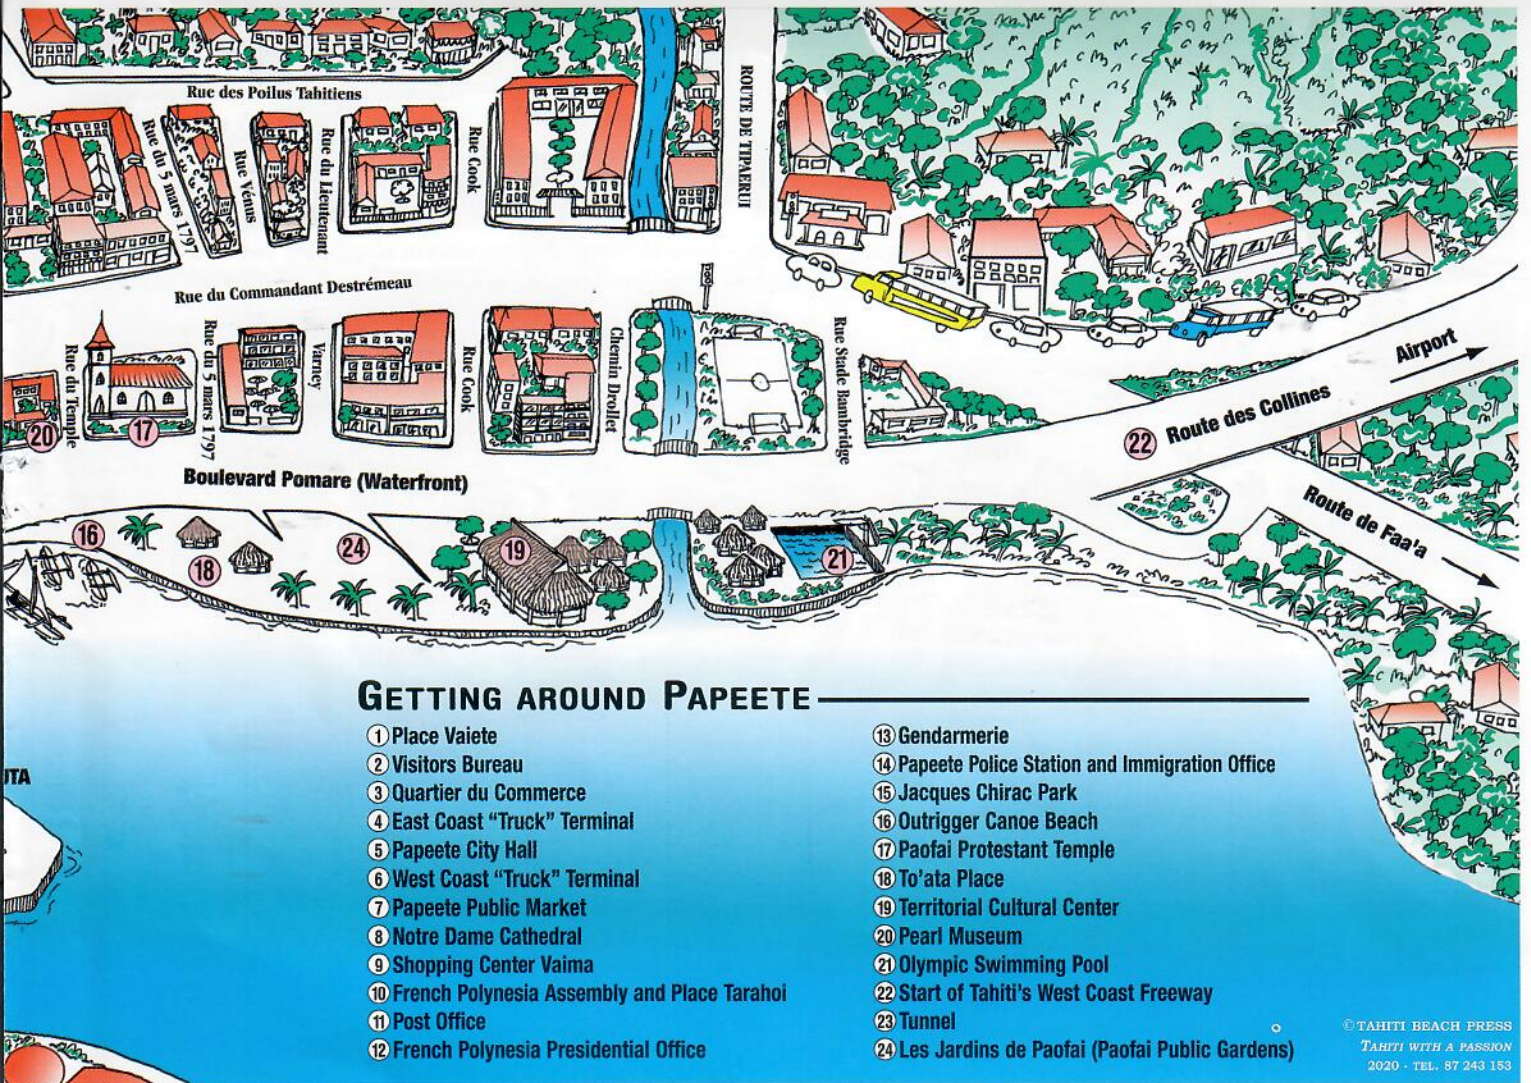 Rue des Poilus Tahitiens
Rue du 5 mars 1797
Rue Vénus
Rue du Lieutenant
Rue Cook
ROUTE DE TIPAERUI
Rue du Commandant Destrémeau
Rue du Temple
Rue du 5 mars 1797
Varney
Rue Cook
Chemin Drollet
Rue Stade Bambridge
Airport
20
17
22 Route des Collines
Boulevard Pomare (Waterfront)
Route de Faa'a
16
18
24
19
21
GETTING AROUND PAPEETE
1 Place Vaiete
2 Visitors Bureau
3 Quartier du Commerce
4 East Coast “Truck” Terminal
5 Papeete City Hall
6 West Coast “Truck” Terminal
7 Papeete Public Market
8 Notre Dame Cathedral
9 Shopping Center Vaima
10 French Polynesia Assembly and Place Tarahoi
11 Post Office
12 French Polynesia Presidential Office
13 Gendarmerie
14 Papeete Police Station and Immigration Office
15 Jacques Chirac Park
16 Outrigger Canoe Beach
17 Paofai Protestant Temple
18 To'ata Place
19 Territorial Cultural Center
20 Pearl Museum
21 Olympic Swimming Pool
22 Start of Tahiti's West Coast Freeway
23 Tunnel
24 Les Jardins de Paofai (Paofai Public Gardens)
UTA
© TAHITI BEACH PRESS
TAHITI WITH A PASSION
2020 - TEL. 87 243 153